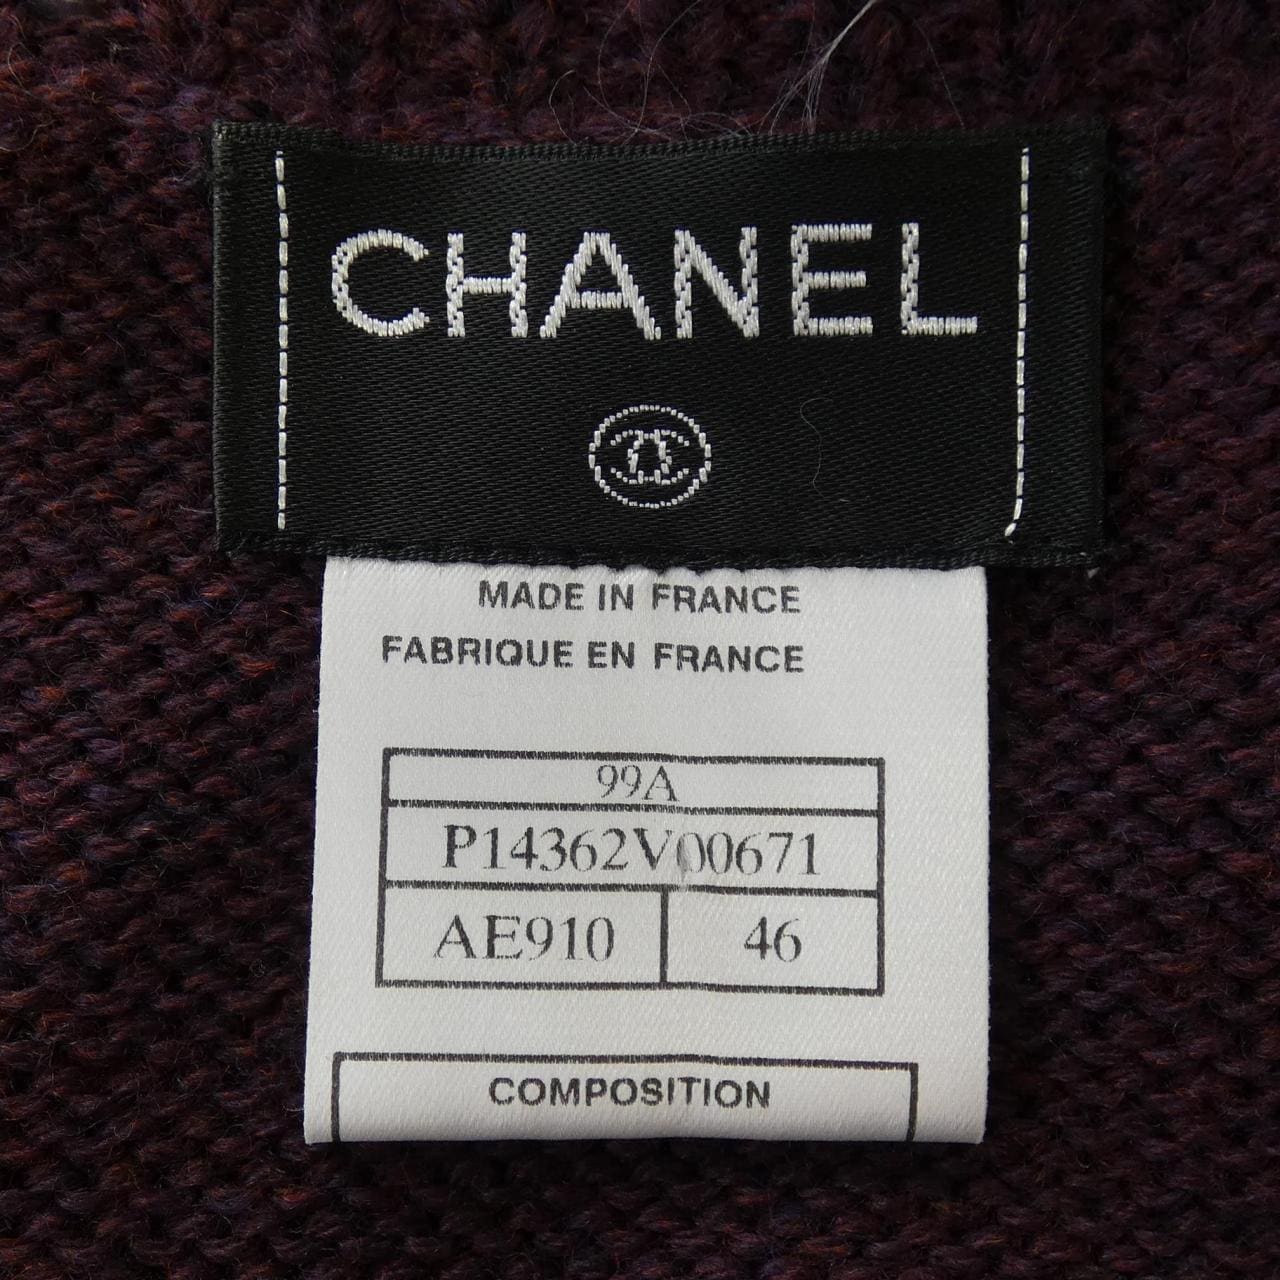 CHANEL
MADE IN FRANCE
FABRIQUE EN FRANCE
99A
P14362V00671
AE910 46
COMPOSITION